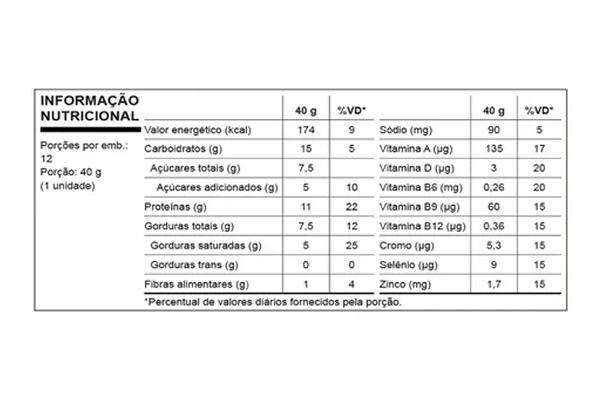 INFORMAÇÃO
NUTRICIONAL
Porções por emb.:
12
Porção: 40 g
(1 unidade)
40 g %VD* 40 g %VD*
Valor energético (kcal) 174 9 Sódio (mg) 90 5
Carboidratos (g) 15 5 Vitamina A (µg) 135 17
Açúcares totais (g) 7,5 Vitamina D (µg) 3 20
Açúcares adicionados (g) 5 10 Vitamina B6 (mg) 0,26 20
Proteínas (g) 11 22 Vitamina B9 (µg) 60 15
Gorduras totais (g) 7,5 12 Vitamina B12 (µg) 0,36 15
Gorduras saturadas (g) 5 25 Cromo (µg) 5,3 15
Gorduras trans (g) 0 0 Selênio (µg) 9 15
Fibras alimentares (g) 1 4 Zinco (mg) 1,7 15
*Percentual de valores diários fornecidos pela porção.